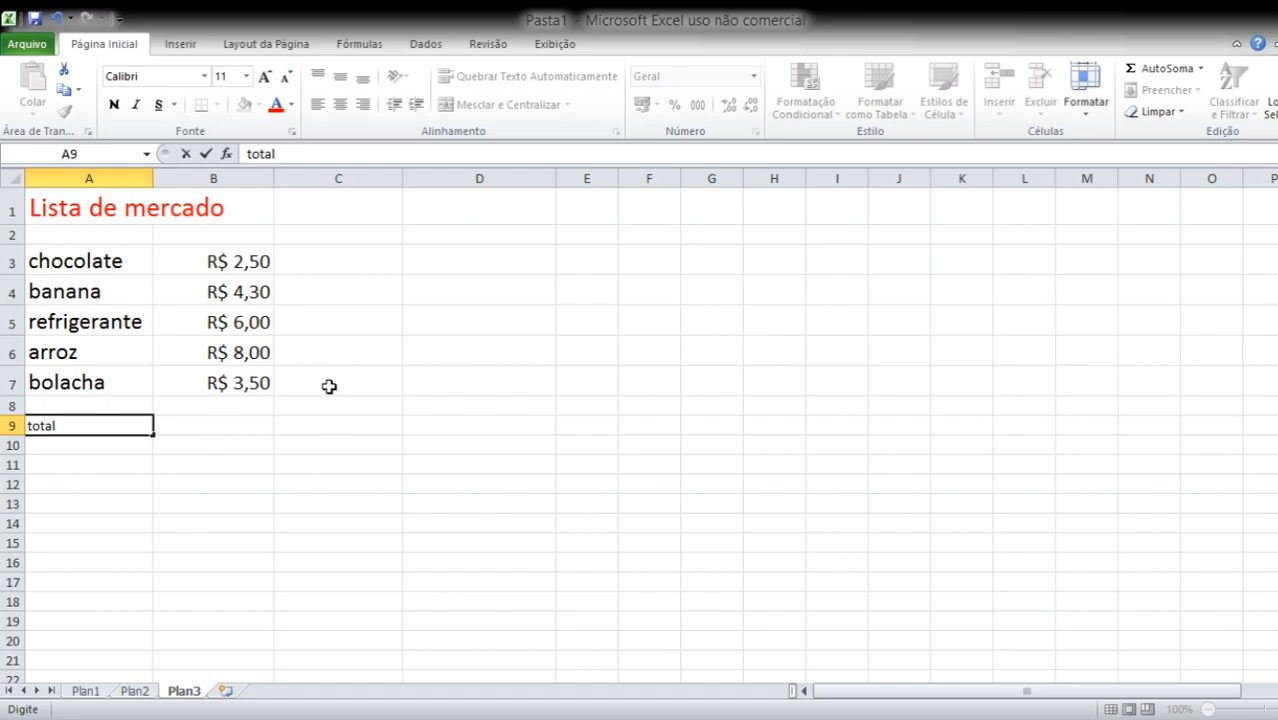 Pasta1 - Microsoft Excel uso não comercial
Arquivo Página Inicial Inserir Layout da Página Fórmulas Dados Revisão Exibição
Calibri 11 Quebrar Texto Automaticamente Geral AutoSoma
Colar Inserir Excluir Formatar Preencher
N I S Mesclar e Centralizar % 000 Formatação Condicional Formatar como Tabela Estilos de Célula Limpar Classificar e Filtrar
Área de Tran... Fonte Alinhamento Número Estilo Células Edição
A9 fx total
A B C D E F G H I J K L M N O P
1 Lista de mercado
2
3 chocolate R$ 2,50
4 banana R$ 4,30
5 refrigerante R$ 6,00
6 arroz R$ 8,00
7 bolacha R$ 3,50
8
9 total
10
11
12
13
14
15
16
17
18
19
20
21
22
Plan1 Plan2 Plan3
Digite 100%